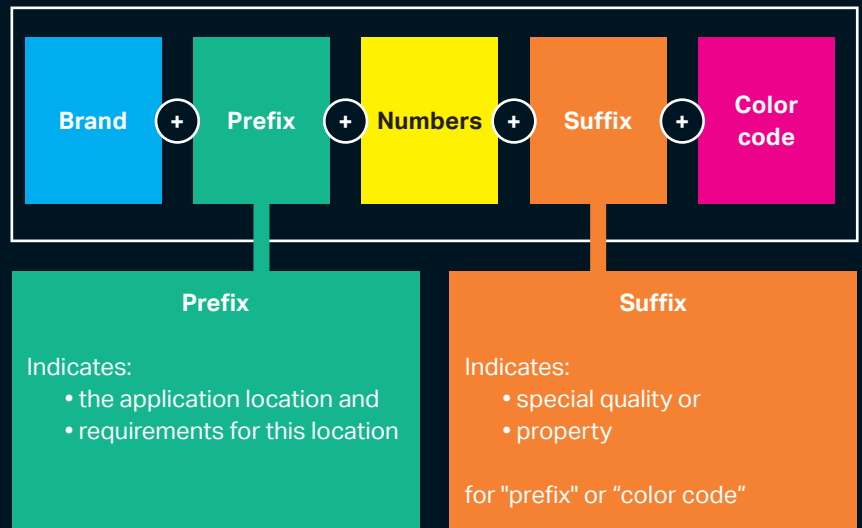 Brand + Prefix + Numbers + Suffix + Color
code
Prefix
Indicates:
• the application location and
• requirements for this location
Suffix
Indicates:
• special quality or
• property
for "prefix" or “color code”